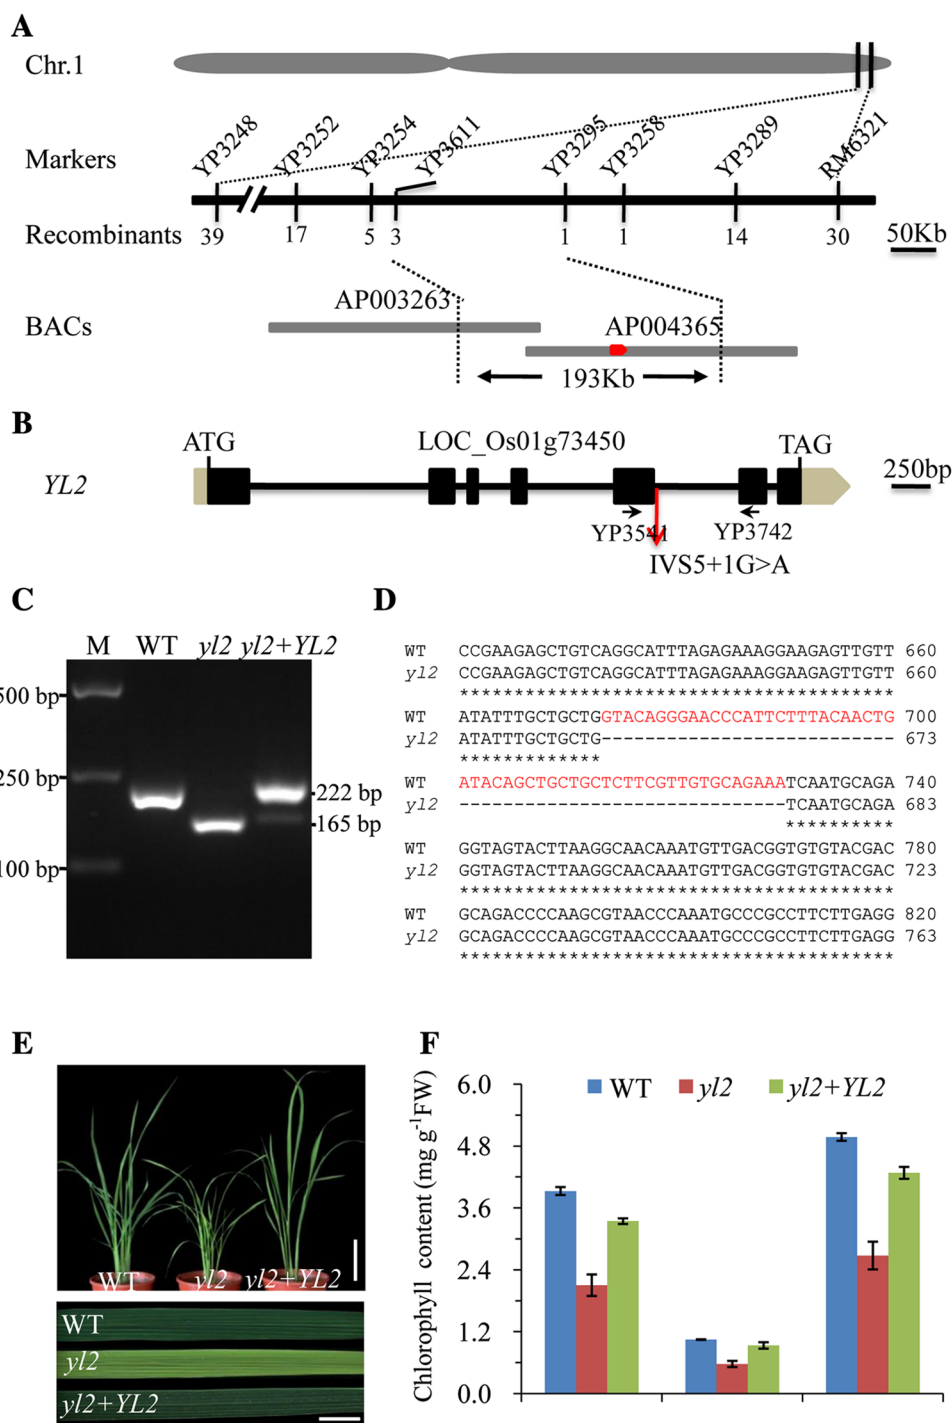 A
Chr.1
Markers YP3248 YP3252 YP3254 YP3611 YP3295 YP3258 YP3289 RM6321
Recombinants 39 17 5 3 1 1 14 30 50Kb
AP003263
BACs AP004365
193Kb
B
ATG LOC_Os01g73450 TAG
YL2 250bp
YP3541 YP3742
IVS5+1G>A
C
M WT yl2 yl2+YL2
500 bp
250 bp
222 bp
165 bp
100 bp
D
WT CCGAAGAGCTGTCAGGCATTTAGAGAAAGGAAGAGTTGTT 660
yl2 CCGAAGAGCTGTCAGGCATTTAGAGAAAGGAAGAGTTGTT 660
****************************************
WT ATATTTGCTGCTGGTACAGGGAACCCATTCTTTACAACTG 700
yl2 ATATTTGCTGCTG--------------------------- 673
*************
WT ATACAGCTGCTGCTCTTCGTTGTGCAGAAATCAATGCAGA 740
yl2 ------------------------------TCAATGCAGA 683
**********
WT GGTAGTACTTAAGGCAACAAATGTTGACGGTGTGTACGAC 780
yl2 GGTAGTACTTAAGGCAACAAATGTTGACGGTGTGTACGAC 723
****************************************
WT GCAGACCCCAAGCGTAACCCAAATGCCCGCCTTCTTGAGG 820
yl2 GCAGACCCCAAGCGTAACCCAAATGCCCGCCTTCTTGAGG 763
****************************************
E
WT yl2 yl2+YL2
WT
yl2
yl2+YL2
F
WT yl2 yl2+YL2
Chlorophyll content (mg g-1FW)
6.0
4.8
3.6
2.4
1.2
0.0